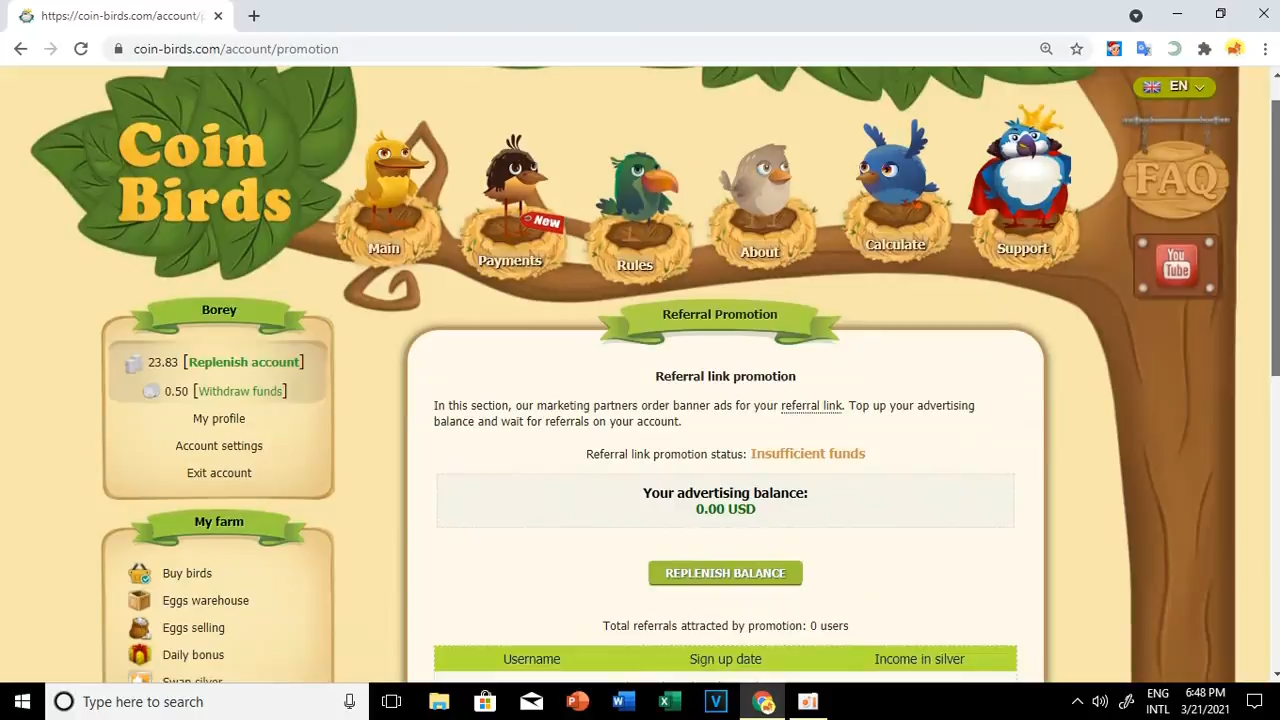 https://coin-birds.com/account/p
coin-birds.com/account/promotion
EN
Coin
Birds
FAQ
New
Main
Payments
Rules
About
Calculate
Support
You
Tube
Borey
23.83 [Replenish account]
0.50 [Withdraw funds]
My profile
Account settings
Exit account
My farm
Buy birds
Eggs warehouse
Eggs selling
Daily bonus
Swap silver
Referral Promotion
Referral link promotion
In this section, our marketing partners order banner ads for your referral link. Top up your advertising
balance and wait for referrals on your account.
Referral link promotion status: Insufficient funds
Your advertising balance:
0.00 USD
REPLENISH BALANCE
Total referrals attracted by promotion: 0 users
Username Sign up date Income in silver
Type here to search
ENG
INTL
6:48 PM
3/21/2021